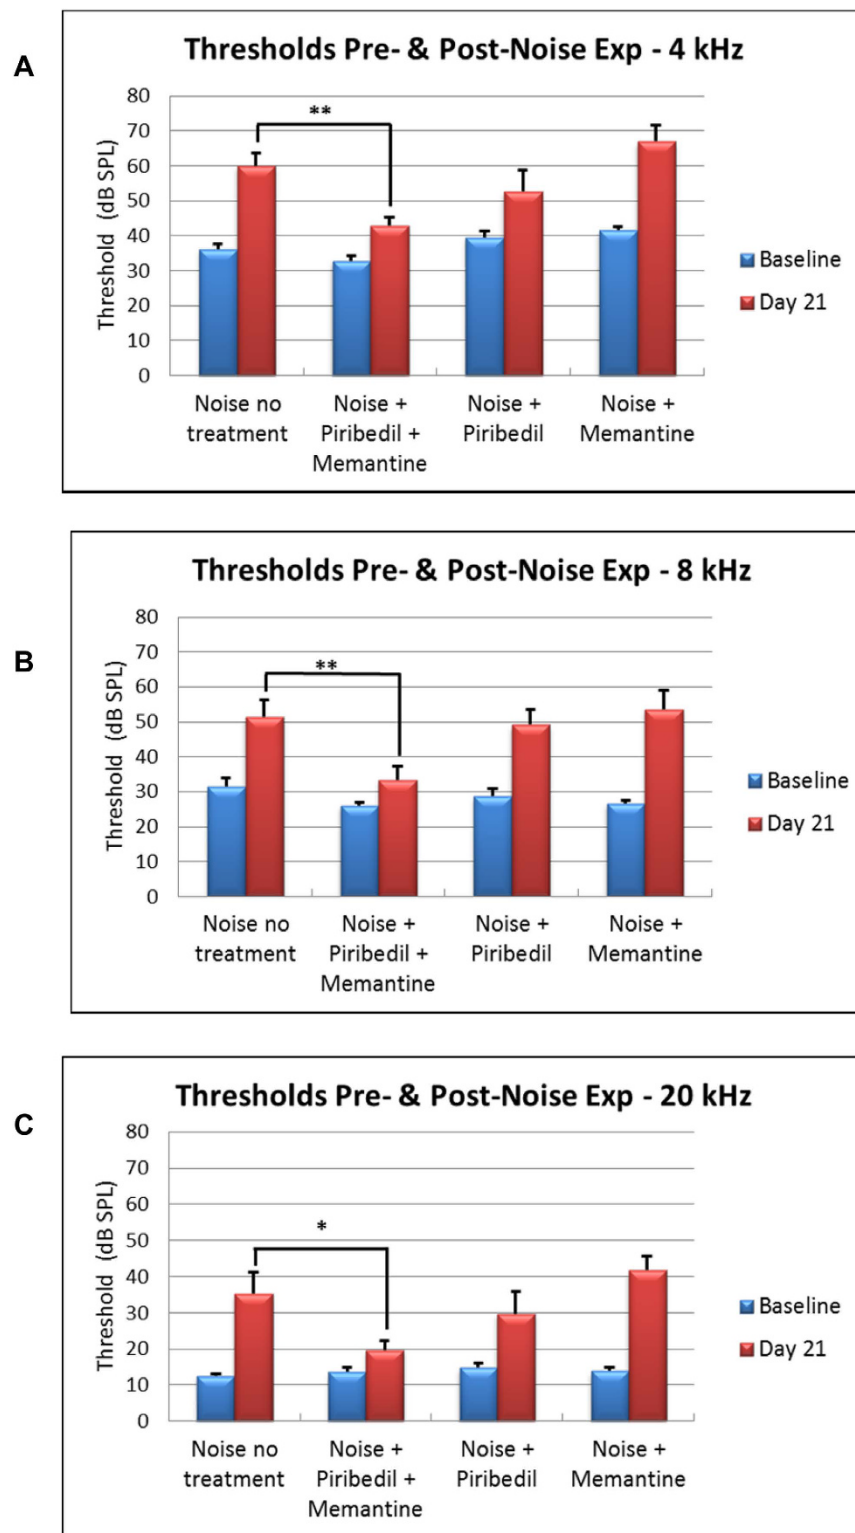 A
Thresholds Pre- & Post-Noise Exp - 4 kHz
Threshold (dB SPL)
80
70
60
50
40
30
20
10
0
**
Noise no treatment
Noise + Piribedil + Memantine
Noise + Piribedil
Noise + Memantine
Baseline
Day 21
B
Thresholds Pre- & Post-Noise Exp - 8 kHz
Threshold (dB SPL)
80
70
60
50
40
30
20
10
0
**
Noise no treatment
Noise + Piribedil + Memantine
Noise + Piribedil
Noise + Memantine
Baseline
Day 21
C
Thresholds Pre- & Post-Noise Exp - 20 kHz
Threshold (dB SPL)
80
70
60
50
40
30
20
10
0
*
Noise no treatment
Noise + Piribedil + Memantine
Noise + Piribedil
Noise + Memantine
Baseline
Day 21